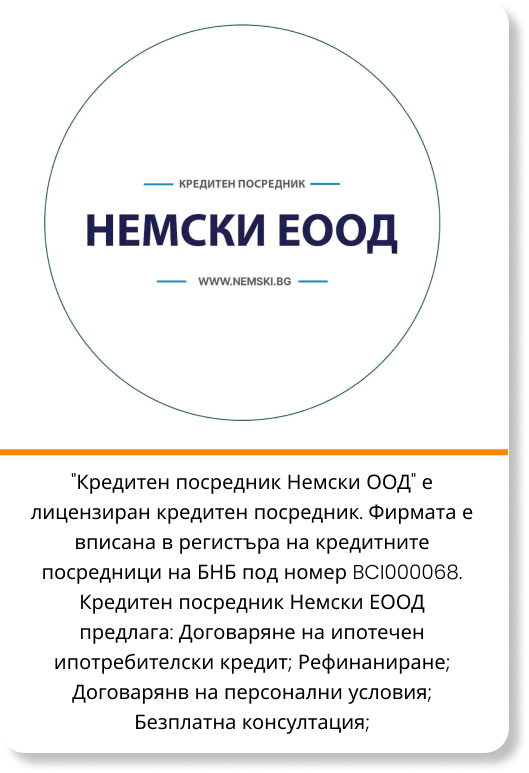 КРЕДИТЕН ПОСРЕДНИК
НЕМСКИ ЕООД
WWW.NEMSKI.BG
"Кредитен посредник Немски ООД" е
лицензиран кредитен посредник. Фирмата е
вписана в регистъра на кредитните
посредници на БНБ под номер BCI000068.
Кредитен посредник Немски ЕООД
предлага: Договаряне на ипотечен
ипотребителски кредит; Рефинаниране;
Договарянв на персонални условия;
Безплатна консултация;